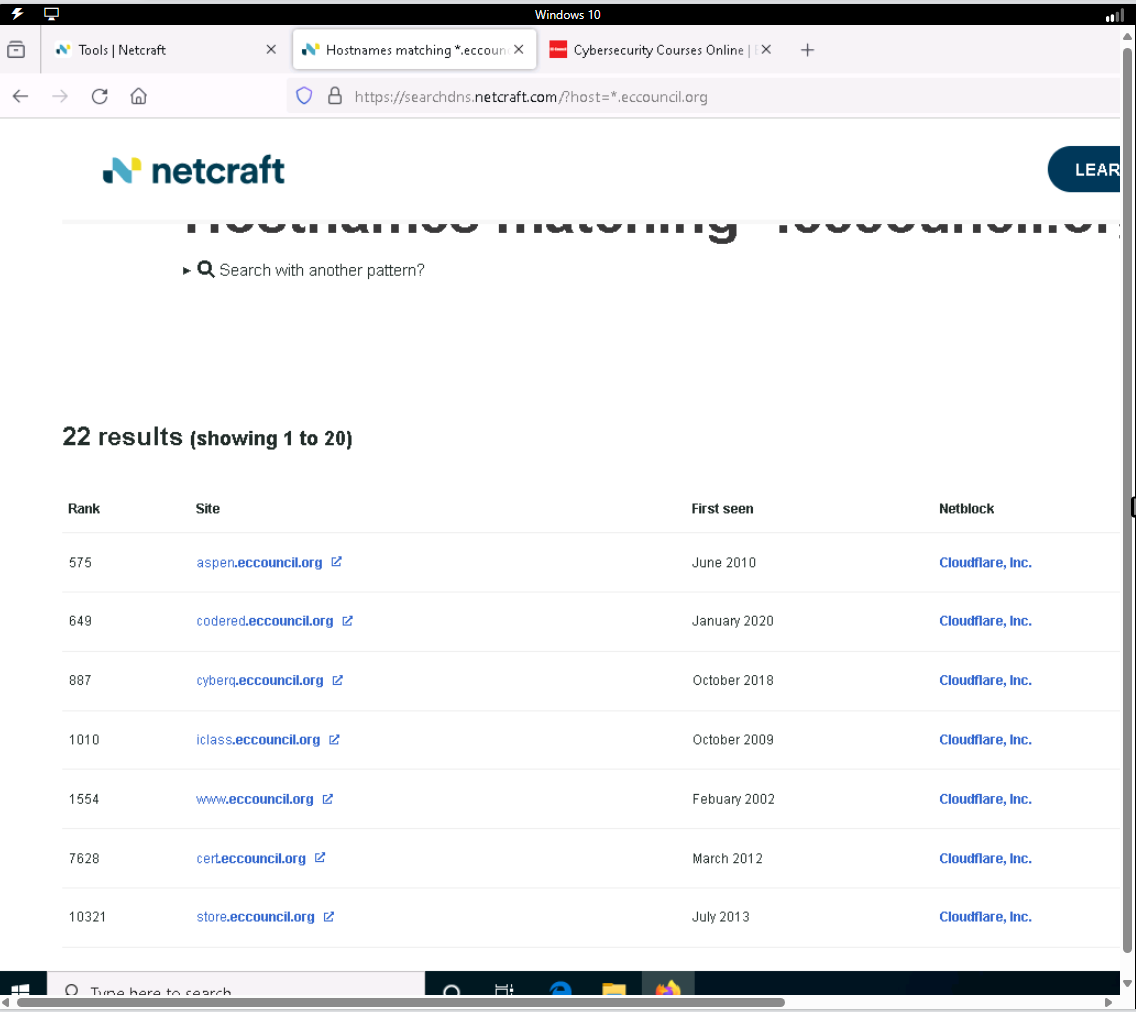 Windows 10
Tools | Netcraft
Hostnames matching *.eccoun
Cybersecurity Courses Online |
https://searchdns.netcraft.com/?host=*.eccouncil.org
netcraft
LEAR
Hostnames matching *.eccouncil.org
Search with another pattern?
22 results (showing 1 to 20)
Rank Site First seen Netblock
575 aspen.eccouncil.org June 2010 Cloudflare, Inc.
649 codered.eccouncil.org January 2020 Cloudflare, Inc.
887 cyberq.eccouncil.org October 2018 Cloudflare, Inc.
1010 iclass.eccouncil.org October 2009 Cloudflare, Inc.
1554 www.eccouncil.org Febuary 2002 Cloudflare, Inc.
7628 cert.eccouncil.org March 2012 Cloudflare, Inc.
10321 store.eccouncil.org July 2013 Cloudflare, Inc.
Type here to search